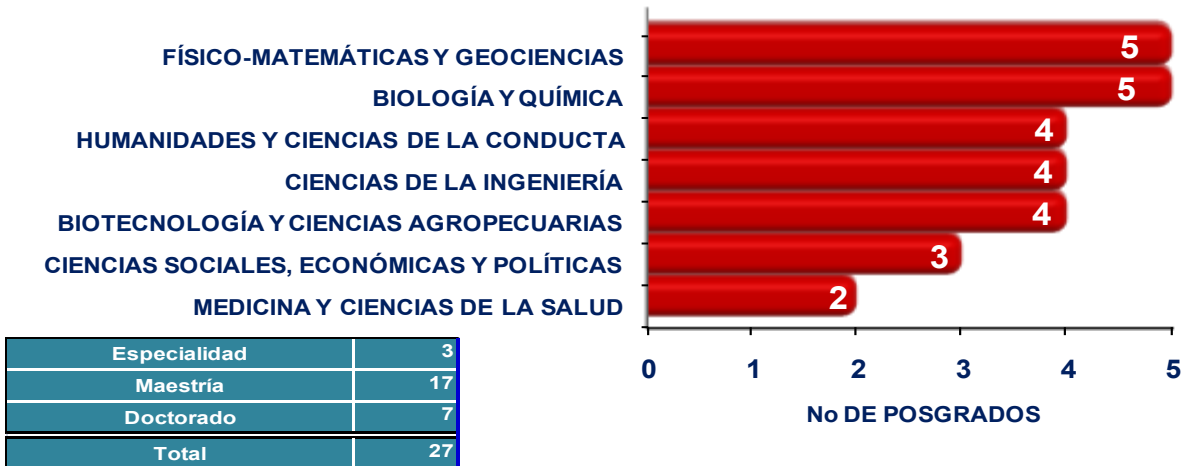 FÍSICO-MATEMÁTICAS Y GEOCIENCIAS 5
BIOLOGÍA Y QUÍMICA 5
HUMANIDADES Y CIENCIAS DE LA CONDUCTA 4
CIENCIAS DE LA INGENIERÍA 4
BIOTECNOLOGÍA Y CIENCIAS AGROPECUARIAS 4
CIENCIAS SOCIALES, ECONÓMICAS Y POLÍTICAS 3
MEDICINA Y CIENCIAS DE LA SALUD 2
0 1 2 3 4 5
No DE POSGRADOS
Especialidad 3
Maestría 17
Doctorado 7
Total 27